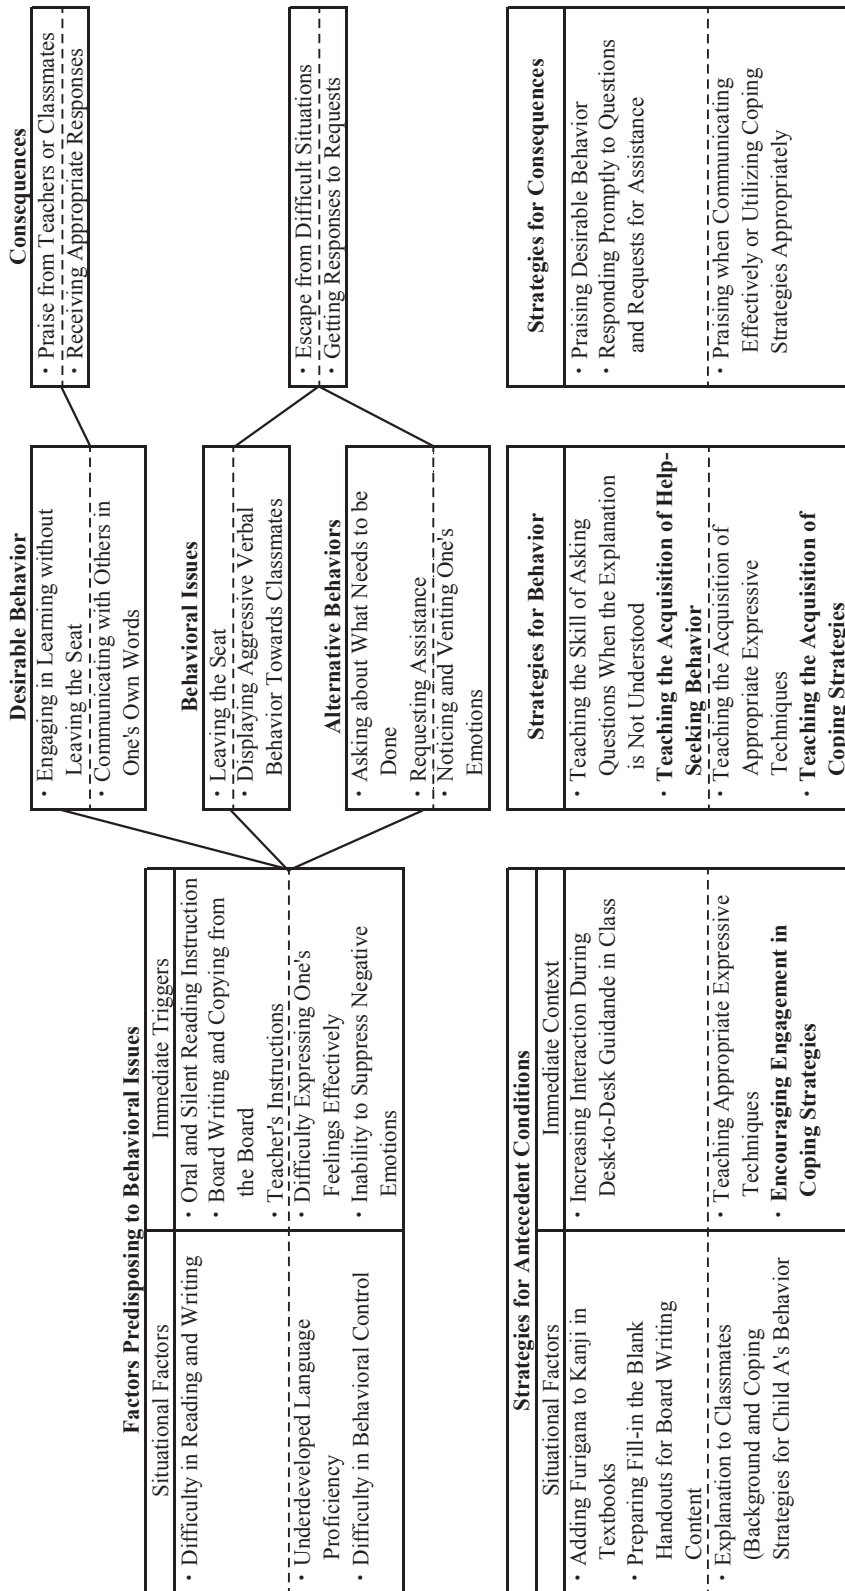 Factors Predisposing to Behavioral Issues
Situational Factors
・Difficulty in Reading and Writing
・Underdeveloped Language
Proficiency
・Difficulty in Behavioral Control
Immediate Triggers
・Oral and Silent Reading Instruction
・Board Writing and Copying from
the Board
・Teacher's Instructions
・Difficulty Expressing One's
Feelings Effectively
・Inability to Suppress Negative
Emotions
Desirable Behavior
・Engaging in Learning without
Leaving the Seat
・Communicating with Others in
One's Own Words
Behavioral Issues
・Leaving the Seat
・Displaying Aggressive Verbal
Behavior Towards Classmates
Alternative Behaviors
・Asking about What Needs to be
Done
・Requesting Assistance
・Noticing and Venting One's
Emotions
Consequences
・Praise from Teachers or Classmates
・Receiving Appropriate Responses
・Escape from Difficult Situations
・Getting Responses to Requests
Strategies for Antecedent Conditions
Situational Factors
・Adding Furigana to Kanji in
Textbooks
・Preparing Fill-in the Blank
Handouts for Board Writing
Content
・Explanation to Classmates
(Background and Coping
Strategies for Child A's Behavior
Immediate Context
・Increasing Interaction During
Desk-to-Desk Guidande in Class
・Teaching Appropriate Expressive
Techniques
・Encouraging Engagement in
Coping Strategies
Strategies for Behavior
・Teaching the Skill of Asking
Questions When the Explanation
is Not Understood
・Teaching the Acquisition of Help-
Seeking Behavior
・Teaching the Acquisition of
Appropriate Expressive
Techniques
・Teaching the Acquisition of
Coping Strategies
Strategies for Consequences
・Praising Desirable Behavior
・Responding Promptly to Questions
and Requests for Assistance
・Praising when Communicating
Effectively or Utilizing Coping
Strategies Appropriately